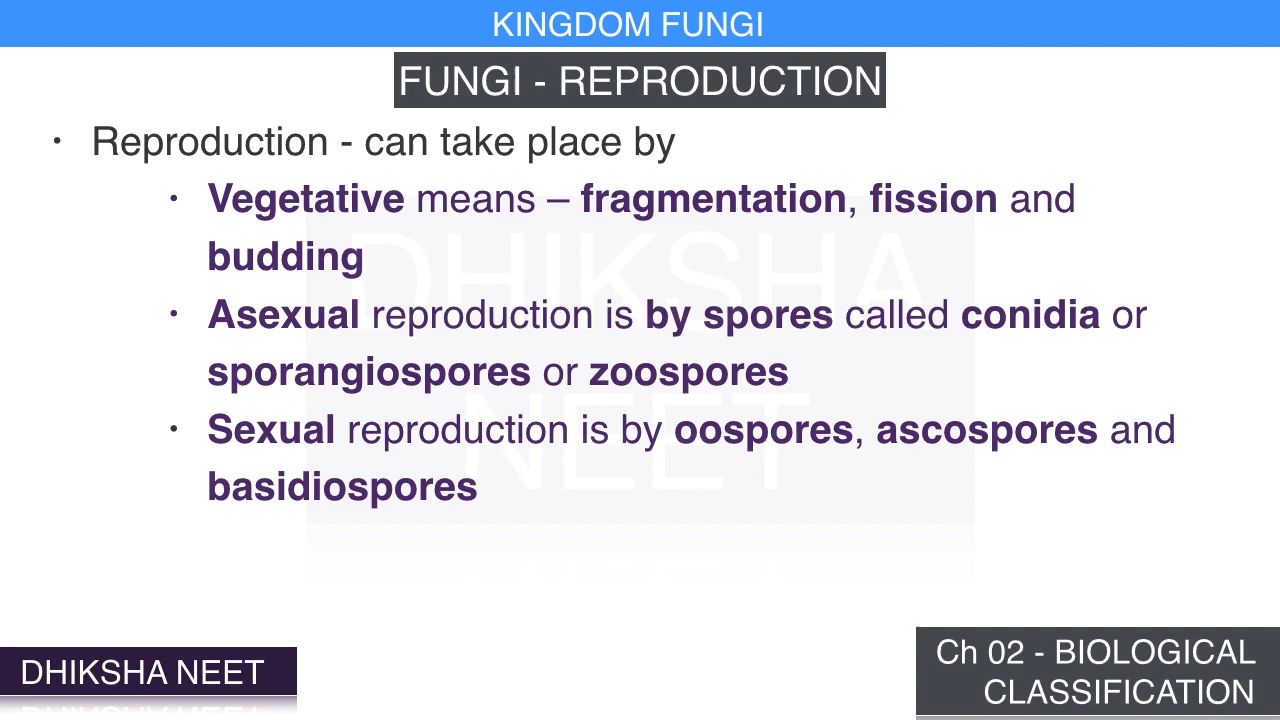 KINGDOM FUNGI
FUNGI - REPRODUCTION
• Reproduction - can take place by
• Vegetative means – fragmentation, fission and
budding
• Asexual reproduction is by spores called conidia or
sporangiospores or zoospores
• Sexual reproduction is by oospores, ascospores and
basidiospores
DHIKSHA
NEET
DHIKSHA NEET
Ch 02 - BIOLOGICAL
CLASSIFICATION